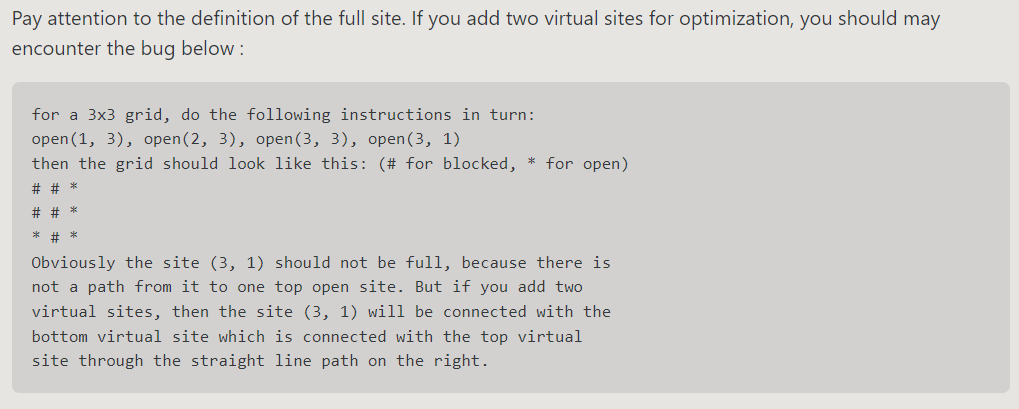 Pay attention to the definition of the full site. If you add two virtual sites for optimization, you should may
encounter the bug below :
for a 3x3 grid, do the following instructions in turn:
open(1, 3), open(2, 3), open(3, 3), open(3, 1)
then the grid should look like this: (# for blocked, * for open)
# # *
# # *
* # *
Obviously the site (3, 1) should not be full, because there is
not a path from it to one top open site. But if you add two
virtual sites, then the site (3, 1) will be connected with the
bottom virtual site which is connected with the top virtual
site through the straight line path on the right.